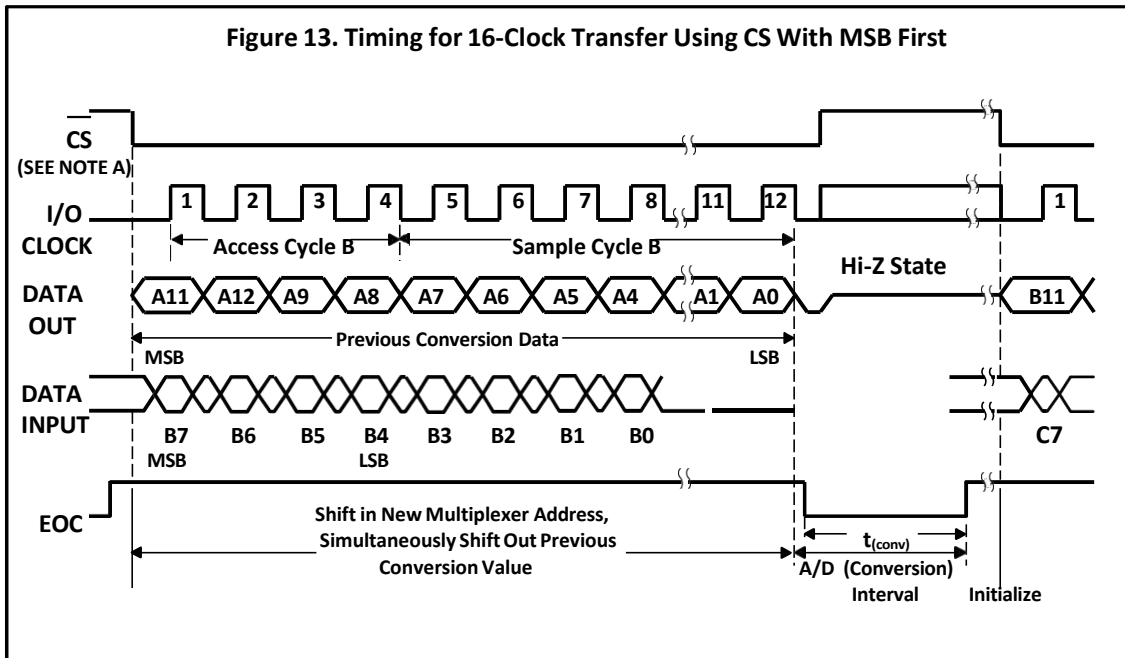 Figure 13. Timing for 16-Clock Transfer Using CS With MSB First
CS
(SEE NOTE A)
I/O
CLOCK
1 2 3 4 5 6 7 8 11 12 1
Access Cycle B Sample Cycle B
Hi-Z State
DATA
OUT
A11 A12 A9 A8 A7 A6 A5 A4 A1 A0 B11
Previous Conversion Data
MSB LSB
DATA
INPUT
B7 B6 B5 B4 B3 B2 B1 B0 C7
MSB LSB
EOC
Shift in New Multiplexer Address,
Simultaneously Shift Out Previous
Conversion Value
t(conv)
A/D (Conversion)
Interval
Initialize